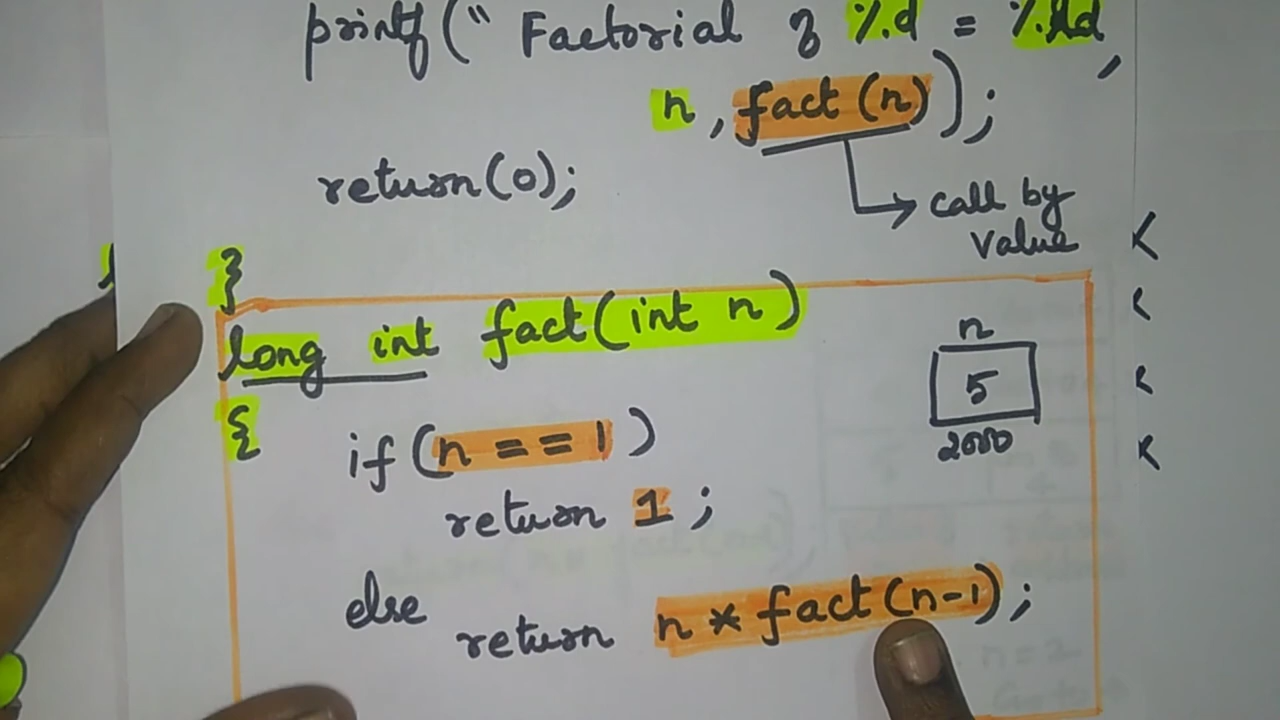 printf(" Factorial of %d = %ld,
n, fact(n));
return(0);
call by
value
}
long int fact(int n)
{
n
5
2000
if(n == 1)
return 1;
else
return n * fact(n-1);